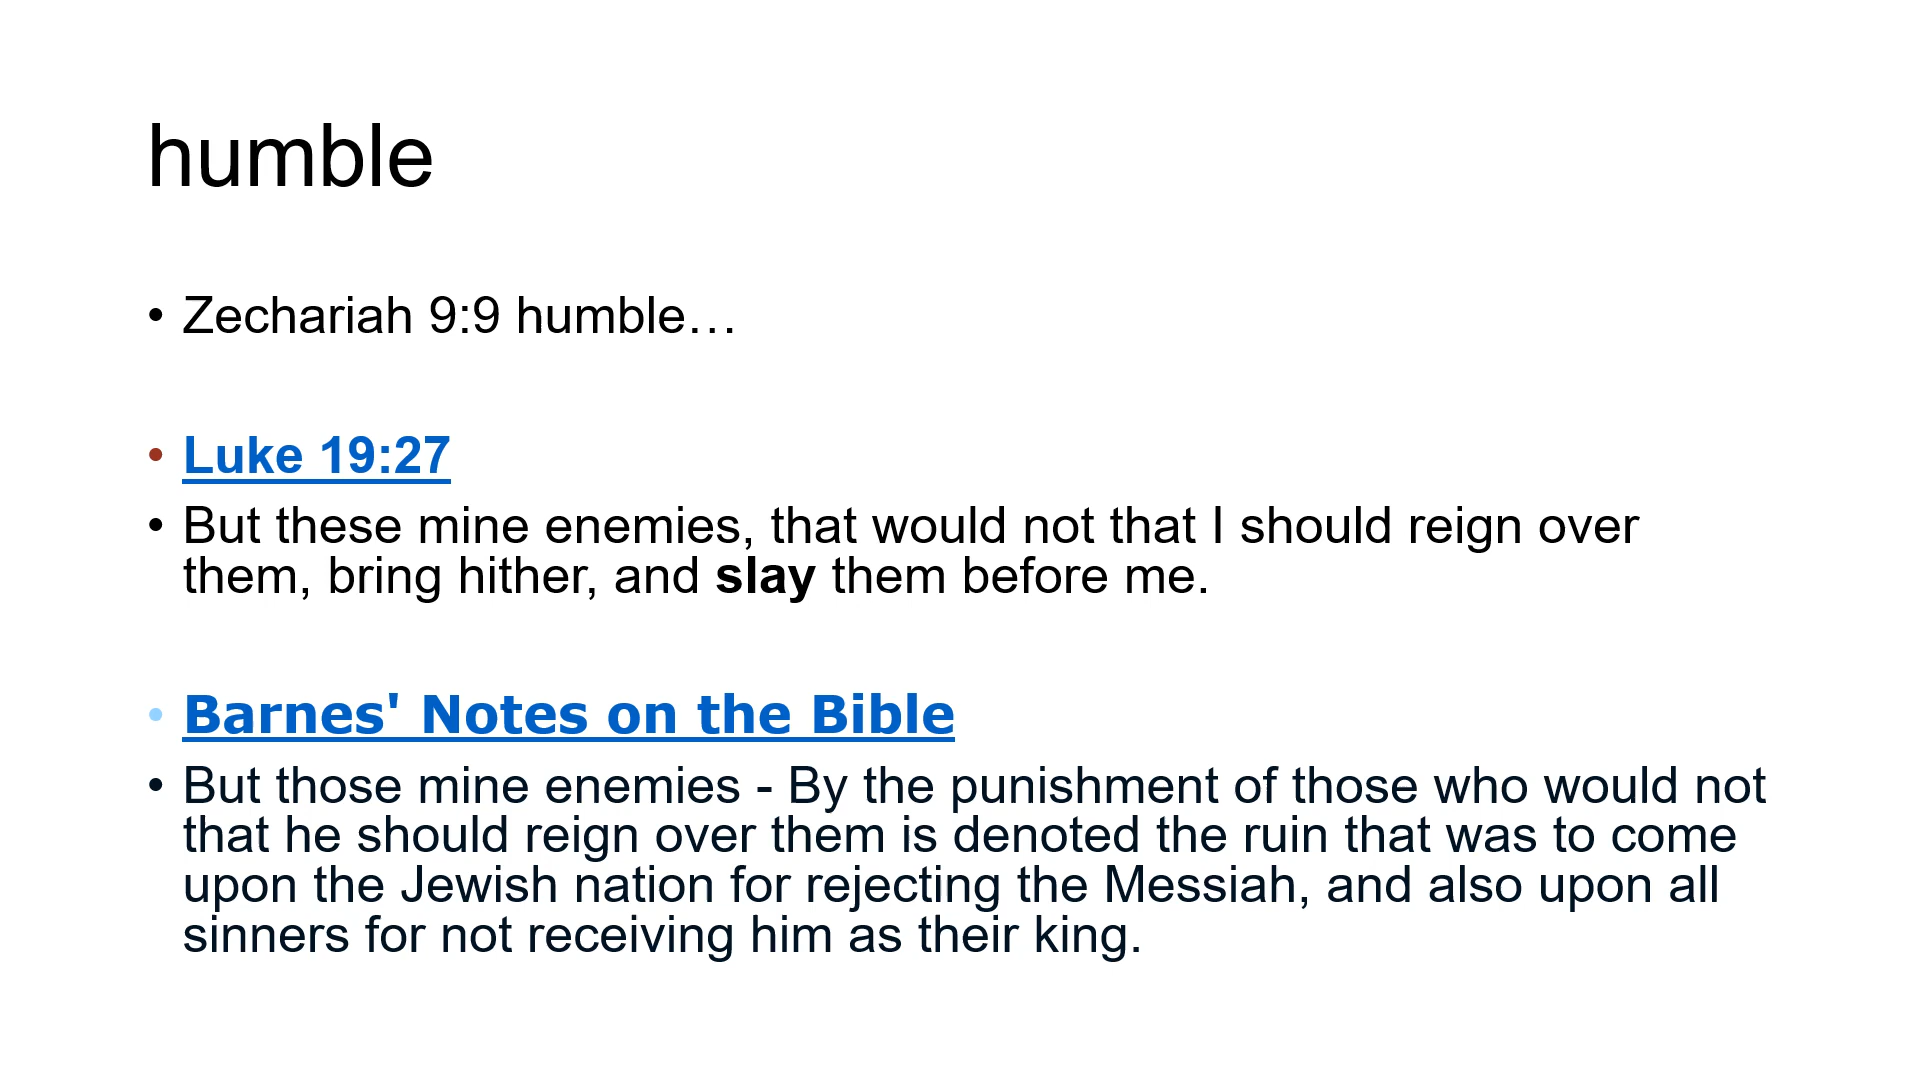 humble
• Zechariah 9:9 humble…
• Luke 19:27
• But these mine enemies, that would not that I should reign over
them, bring hither, and slay them before me.
• Barnes' Notes on the Bible
• But those mine enemies - By the punishment of those who would not
that he should reign over them is denoted the ruin that was to come
upon the Jewish nation for rejecting the Messiah, and also upon all
sinners for not receiving him as their king.